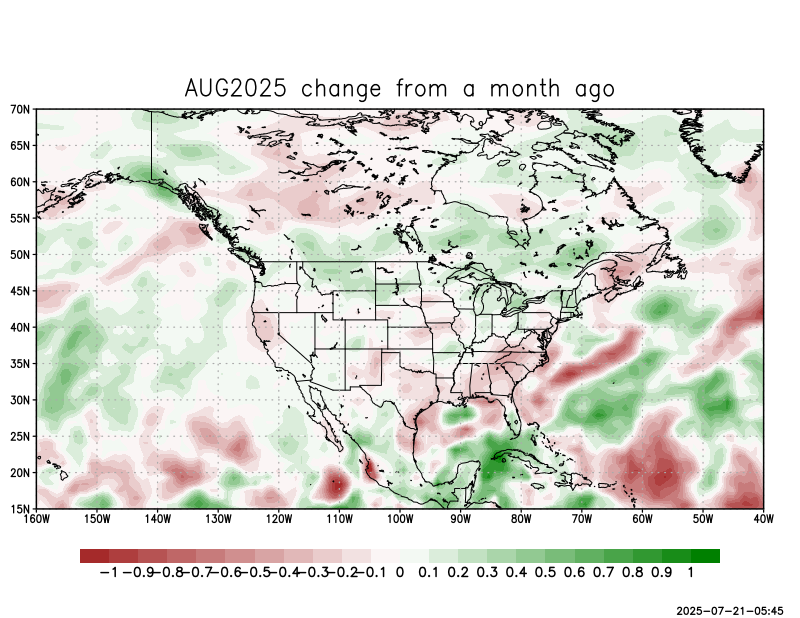 AUG2025 change from a month ago
70N
65N
60N
55N
50N
45N
40N
35N
30N
25N
20N
15N
160W 150W 140W 130W 120W 110W 100W 90W 80W 70W 60W 50W 40W
-1 -0.9 -0.8 -0.7 -0.6 -0.5 -0.4 -0.3 -0.2 -0.1 0 0.1 0.2 0.3 0.4 0.5 0.6 0.7 0.8 0.9 1
2025-07-21-05:45